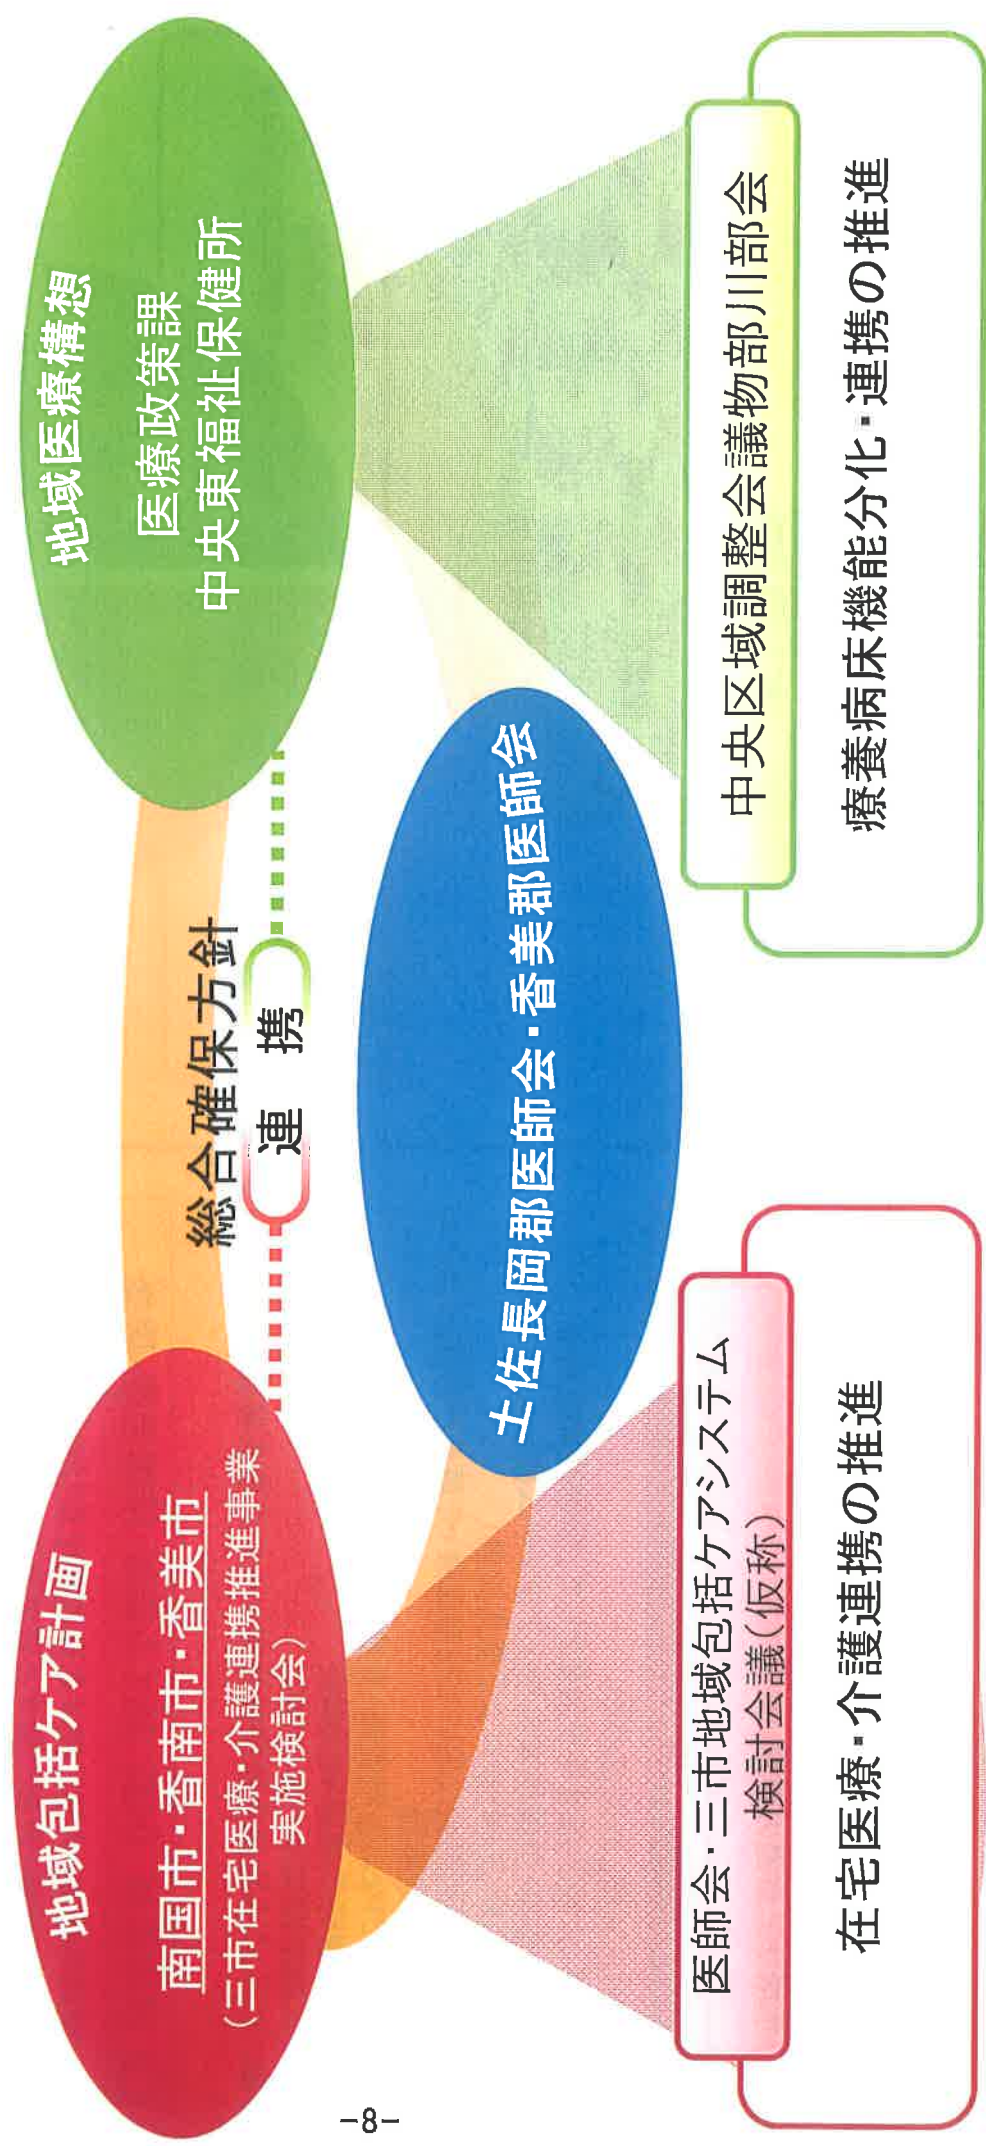 地域包括ケア計画
南国市・香南市・香美市
（三市在宅医療・介護連携推進事業
実施検討会）
総合確保方針
連 携
地域医療構想
医療政策課
中央東福祉保健所
土佐長岡郡医師会・香美郡医師会
医師会・三市地域包括ケアシステム
検討会議（仮称）
在宅医療・介護連携の推進
中央区域調整会議物部川部会
療養病床機能分化・連携の推進
-8-